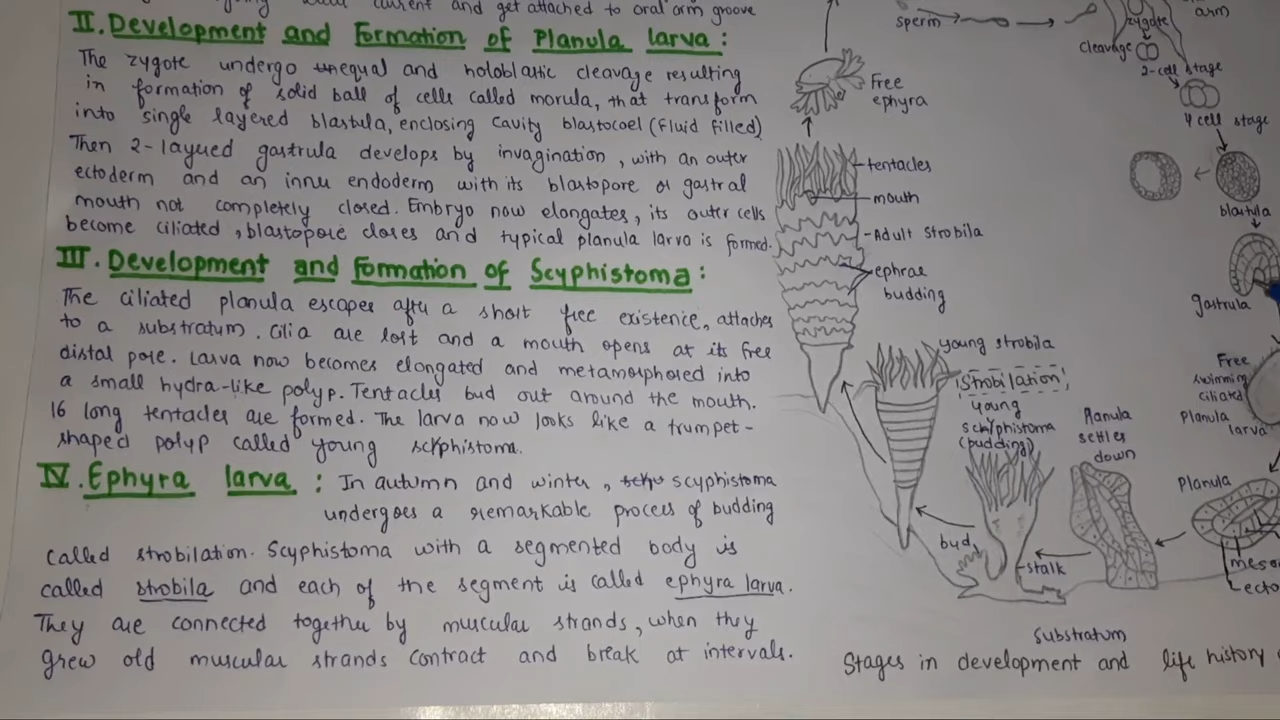 current and get attached to oral arm groove
II. Development and Formation of Planula larva:
The zygote undergo unequal and holoblastic cleavage resulting
in formation of solid ball of cells called morula, that transform
into single layered blastula, enclosing cavity blastocoel (fluid filled)
Then 2-layered gastrula develops by invagination, with an outer
ectoderm and an inner endoderm with its blastopore or gastral
mouth not completely closed. Embryo now elongates, its outer cells
become ciliated, blastopore closes and typical planula larva is formed.
III. Development and Formation of Scyphistoma:
The ciliated planula escapes after a short free existence, attaches
to a substratum. Cilia are lost and a mouth opens at its free
distal pole. Larva now becomes elongated and metamorphosed into
a small hydra-like polyp. Tentacles bud out around the mouth.
16 long tentacles are formed. The larva now looks like a trumpet-
shaped polyp called young scyphistoma.
IV. Ephyra larva: In autumn and winter, scyphistoma
undergoes a remarkable process of budding
called strobilation. Scyphistoma with a segmented body is
called strobila and each of the segment is called ephyra larva.
They are connected together by muscular strands, when they
grew old muscular strands contract and break at intervals.
sperm
zygote
arm
cleavage
2-cell stage
4 cell stage
blastula
gastrula
Free
swimming
ciliated
Planula
larva
Planula
meso
ecto
Planula
settles
down
Free
ephyra
tentacles
mouth
Adult strobila
ephrae
budding
young strobila
'Strobilation'
young
scyphistoma
(budding)
bud
stalk
Substratum
Stages in development and life history